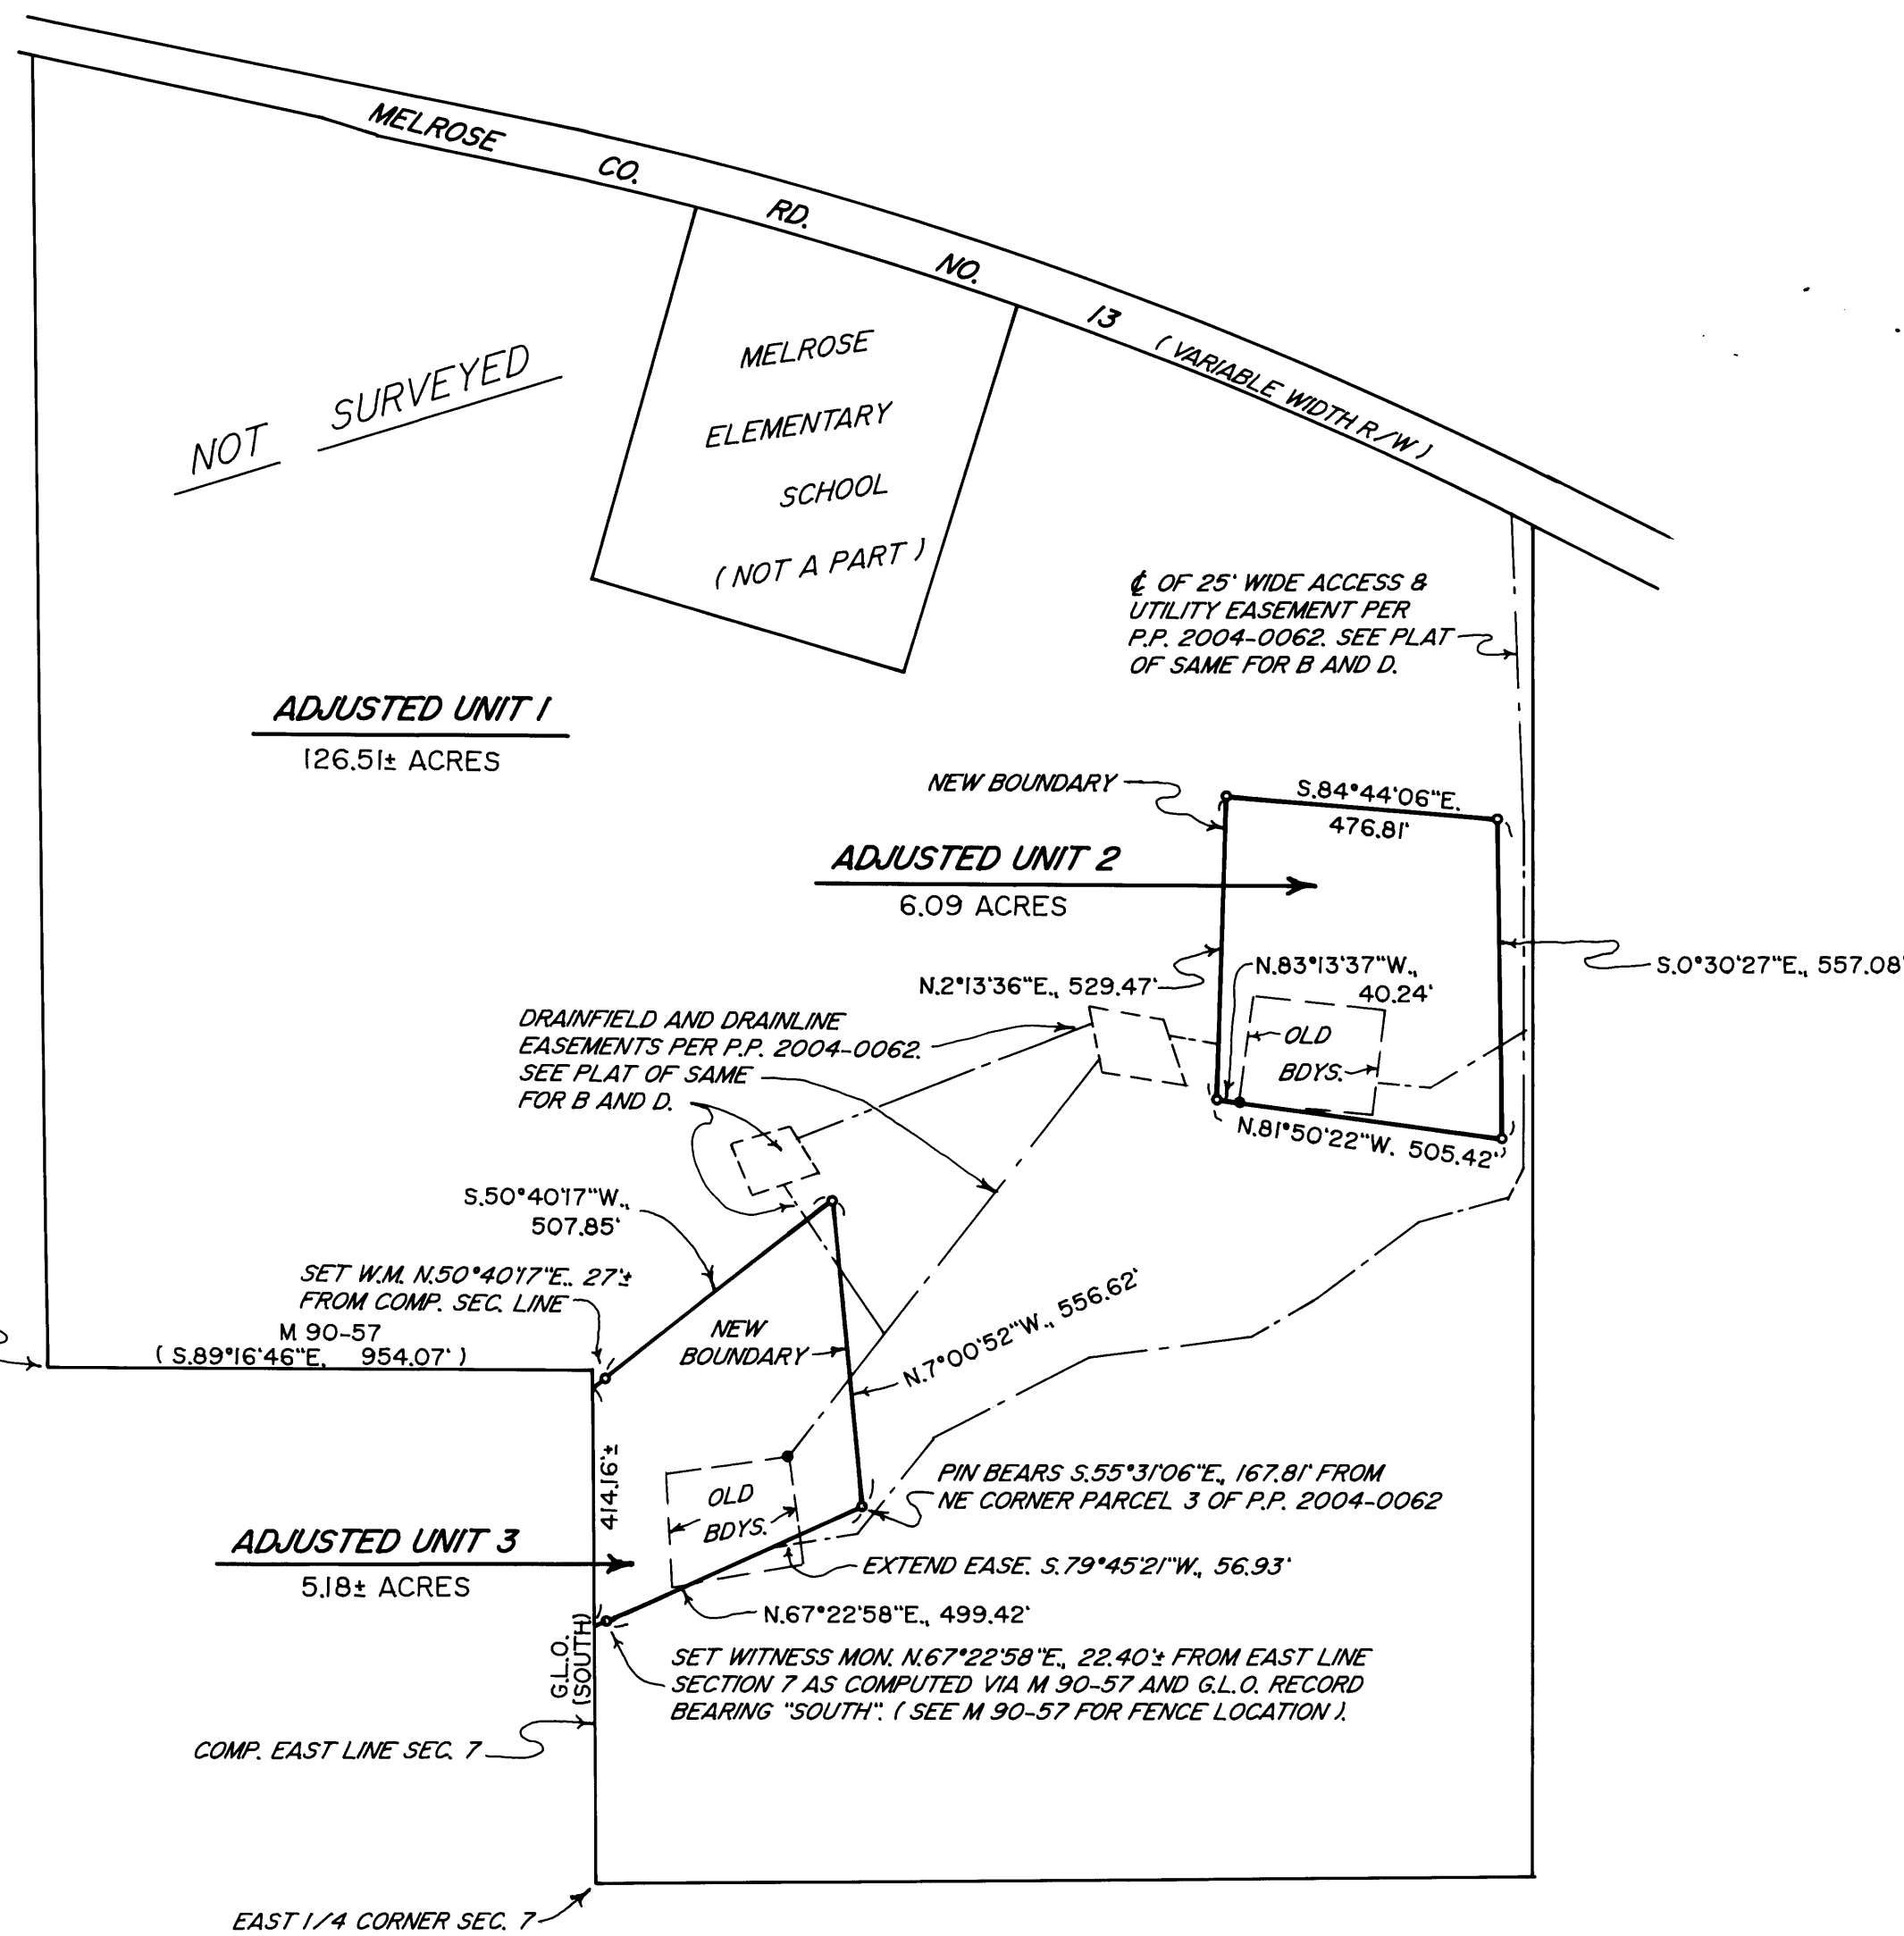 MELROSE CO. RD. NO. 13 (VARIABLE WIDTH R/W)
NOT SURVEYED
MELROSE
ELEMENTARY
SCHOOL
(NOT A PART)
℄ OF 25' WIDE ACCESS &
UTILITY EASEMENT PER
P.P. 2004-0062. SEE PLAT
OF SAME FOR B AND D.
ADJUSTED UNIT 1
126.51± ACRES
NEW BOUNDARY
S.84°44'06"E.
476.81'
ADJUSTED UNIT 2
6.09 ACRES
N.2°13'36"E., 529.47'
N.83°13'37"W.,
40.24'
S.0°30'27"E., 557.08'
OLD
BDYS.
N.81°50'22"W. 505.42'
DRAINFIELD AND DRAINLINE
EASEMENTS PER P.P. 2004-0062.
SEE PLAT OF SAME
FOR B AND D.
S.50°40'17"W.,
507.85'
SET W.M. N.50°40'17"E.. 27'±
FROM COMP. SEC. LINE
M 90-57
( S.89°16'46"E. 954.07' )
NEW
BOUNDARY
N.7°00'52"W., 556.62'
414.16'±
OLD
BDYS.
PIN BEARS S.55°31'06"E., 167.81' FROM
NE CORNER PARCEL 3 OF P.P. 2004-0062
ADJUSTED UNIT 3
5.18± ACRES
EXTEND EASE. S.79°45'21"W., 56.93'
N.67°22'58"E., 499.42'
G.L.O.
(SOUTH)
SET WITNESS MON. N.67°22'58"E., 22.40'± FROM EAST LINE
SECTION 7 AS COMPUTED VIA M 90-57 AND G.L.O. RECORD
BEARING "SOUTH". ( SEE M 90-57 FOR FENCE LOCATION ).
COMP. EAST LINE SEC. 7
EAST 1/4 CORNER SEC. 7